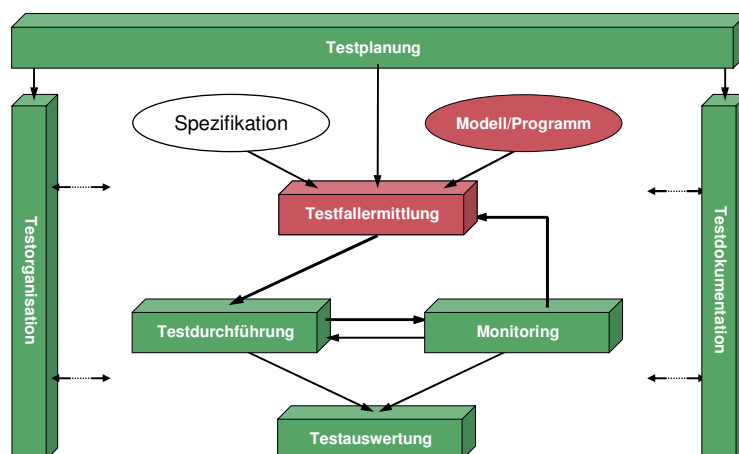 Testplanung
Spezifikation
Modell/Programm
Testfallermittlung
Testorganisation
Testdokumentation
Testdurchführung
Monitoring
Testauswertung